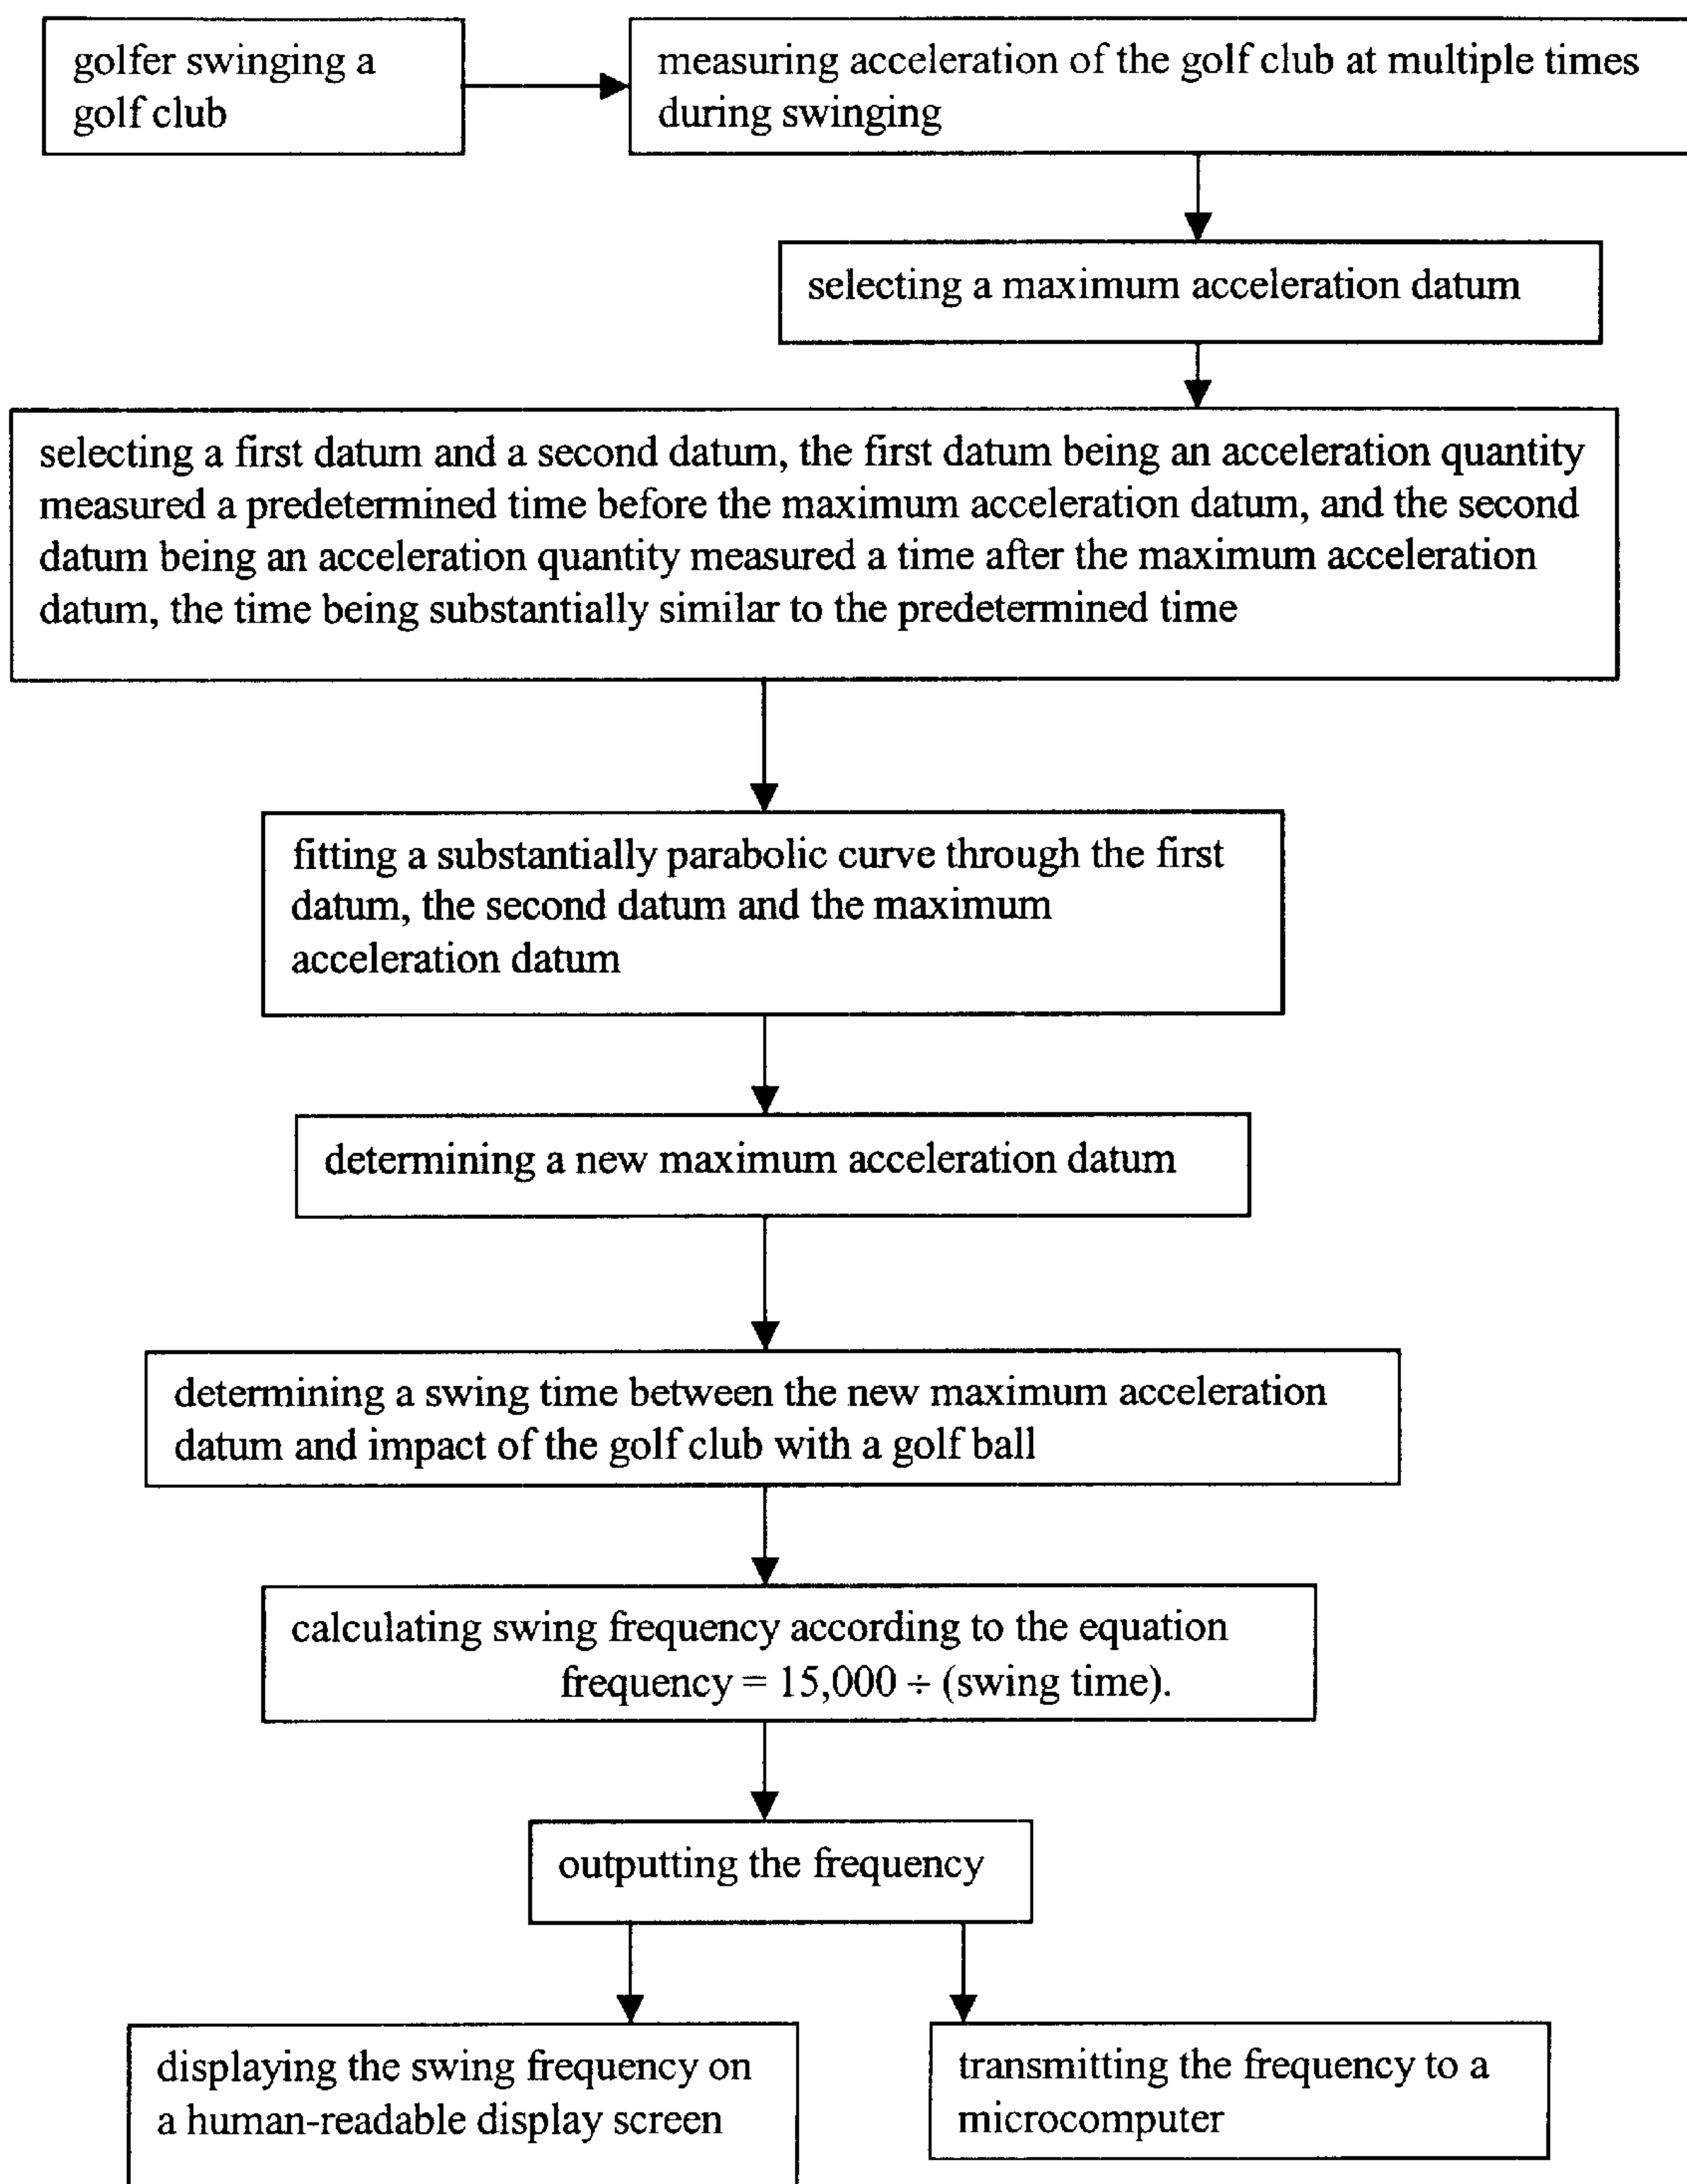 golfer swinging a
golf club
measuring acceleration of the golf club at multiple times
during swinging
selecting a maximum acceleration datum
selecting a first datum and a second datum, the first datum being an acceleration quantity
measured a predetermined time before the maximum acceleration datum, and the second
datum being an acceleration quantity measured a time after the maximum acceleration
datum, the time being substantially similar to the predetermined time
fitting a substantially parabolic curve through the first
datum, the second datum and the maximum
acceleration datum
determining a new maximum acceleration datum
determining a swing time between the new maximum acceleration
datum and impact of the golf club with a golf ball
calculating swing frequency according to the equation
frequency = 15,000 ÷ (swing time).
outputting the frequency
displaying the swing frequency on
a human-readable display screen
transmitting the frequency to a
microcomputer